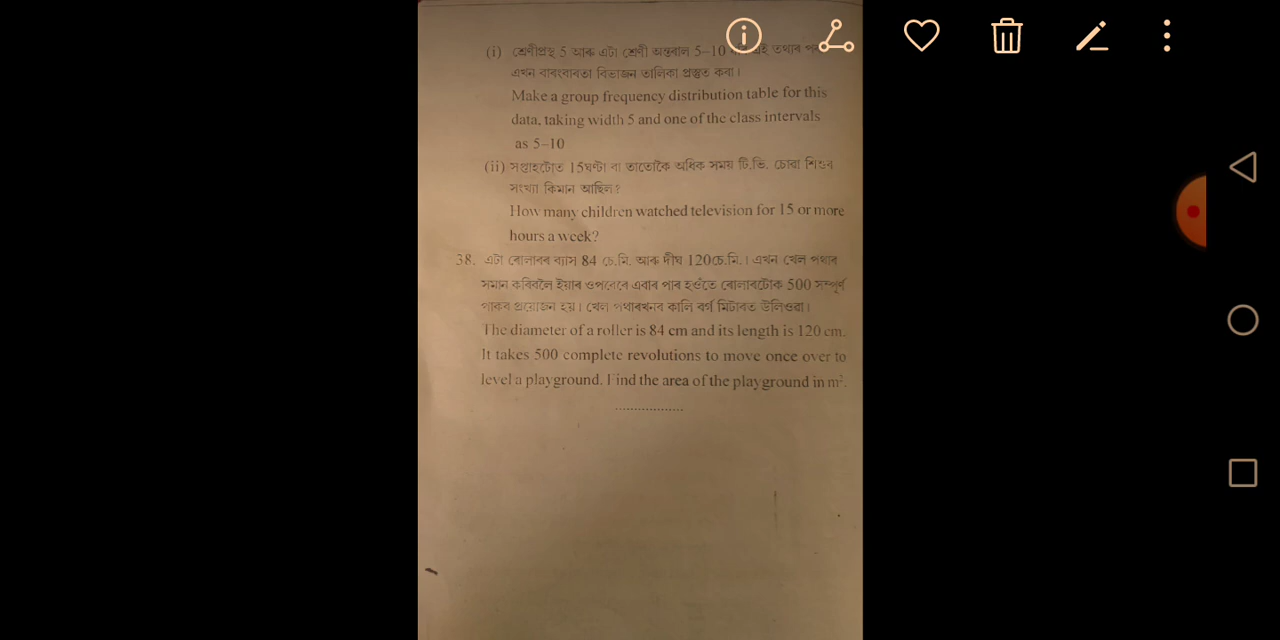 (i) শ্ৰেণীপ্ৰস্থ 5 আৰু এটা শ্ৰেণী অন্তৰাল 5–10 এই তথ্যৰ
এখন বাৰংবাৰতা বিভাজন তালিকা প্ৰস্তুত কৰা।
Make a group frequency distribution table for this
data, taking width 5 and one of the class intervals
as 5–10
(ii) সপ্তাহটোত 15ঘণ্টা বা তাতোকৈ অধিক সময় টি.ভি. চোৱা শিশুৰ
সংখ্যা কিমান আছিল?
How many children watched television for 15 or more
hours a week?
38. এটা ৰোলাৰৰ ব্যাস 84 চে.মি. আৰু দীঘ 120চে.মি.। এখন খেল পথাৰ
সমান কৰিবলৈ ইয়াৰ ওপৰেৰে এবাৰ পাৰ হওঁতে ৰোলাৰটোক 500 সম্পূৰ্ণ
পাকৰ প্ৰয়োজন হয়। খেল পথাৰখনৰ কালি বৰ্গ মিটাৰত উলিওৱা।
The diameter of a roller is 84 cm and its length is 120 cm.
It takes 500 complete revolutions to move once over to
level a playground. Find the area of the playground in m².
..................